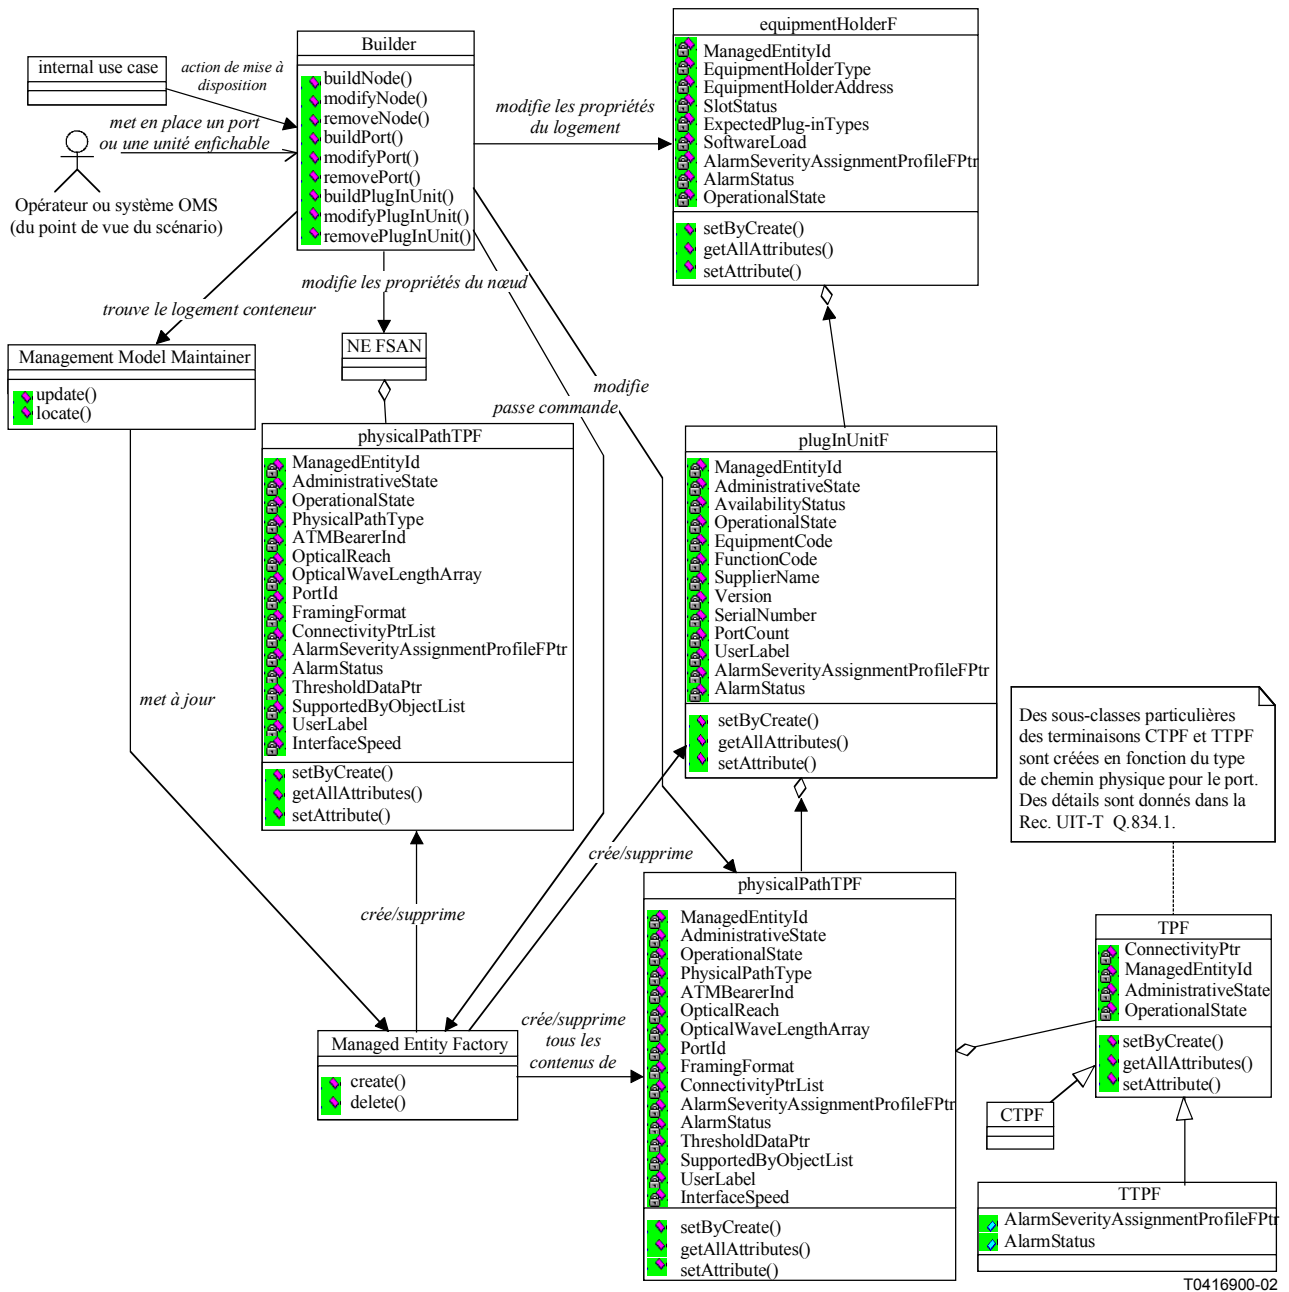 internal use case
action de mise à
disposition
met en place un port
ou une unité enfichable
Opérateur ou système OMS
(du point de vue du scénario)
Builder
buildNode()
modifyNode()
removeNode()
buildPort()
modifyPort()
removePort()
buildPlugInUnit()
modifyPlugInUnit()
removePlugInUnit()
modifie les propriétés
du logement
equipmentHolderF
ManagedEntityId
EquipmentHolderType
EquipmentHolderAddress
SlotStatus
ExpectedPlug-inTypes
SoftwareLoad
AlarmSeverityAssignmentProfileFPtr
AlarmStatus
OperationalState
setByCreate()
getAllAttributes()
setAttribute()
modifie les propriétés du nœud
trouve le logement conteneur
NE FSAN
Management Model Maintainer
update()
locate()
modifie
passe commande
physicalPathTPF
ManagedEntityId
AdministrativeState
OperationalState
PhysicalPathType
ATMBearerInd
OpticalReach
OpticalWaveLengthArray
PortId
FramingFormat
ConnectivityPtrList
AlarmSeverityAssignmentProfileFPtr
AlarmStatus
ThresholdDataPtr
SupportedByObjectList
UserLabel
InterfaceSpeed
setByCreate()
getAllAttributes()
setAttribute()
plugInUnitF
ManagedEntityId
AdministrativeState
AvailabilityStatus
OperationalState
EquipmentCode
FunctionCode
SupplierName
Version
SerialNumber
PortCount
UserLabel
AlarmSeverityAssignmentProfileFPtr
AlarmStatus
setByCreate()
getAllAttributes()
setAttribute()
met à jour
Des sous-classes particulières
des terminaisons CTPF et TTPF
sont créées en fonction du type
de chemin physique pour le port.
Des détails sont donnés dans la
Rec. UIT-T Q.834.1.
crée/supprime
crée/supprime
Managed Entity Factory
create()
delete()
crée/supprime
tous les
contenus de
physicalPathTPF
ManagedEntityId
AdministrativeState
OperationalState
PhysicalPathType
ATMBearerInd
OpticalReach
OpticalWaveLengthArray
PortId
FramingFormat
ConnectivityPtrList
AlarmSeverityAssignmentProfileFPtr
AlarmStatus
ThresholdDataPtr
SupportedByObjectList
UserLabel
InterfaceSpeed
setByCreate()
getAllAttributes()
setAttribute()
TPF
ConnectivityPtr
ManagedEntityId
AdministrativeState
OperationalState
setByCreate()
getAllAttributes()
setAttribute()
CTPF
TTPF
AlarmSeverityAssignmentProfileFPtr
AlarmStatus
T0416900-02